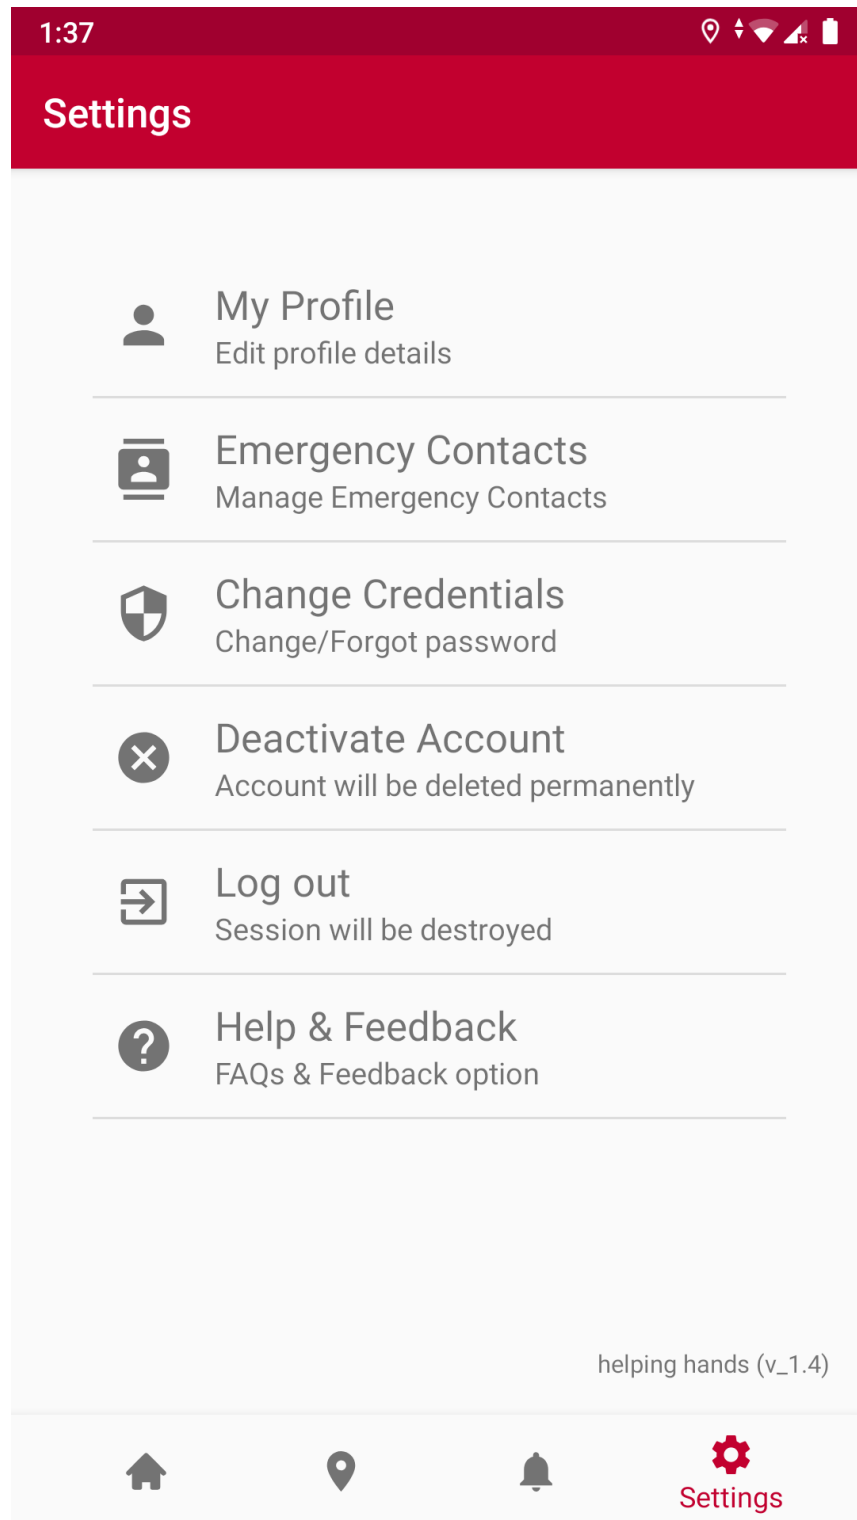 1:37
Settings
My Profile
Edit profile details
Emergency Contacts
Manage Emergency Contacts
Change Credentials
Change/Forgot password
Deactivate Account
Account will be deleted permanently
Log out
Session will be destroyed
Help & Feedback
FAQs & Feedback option
helping hands (v_1.4)
Settings